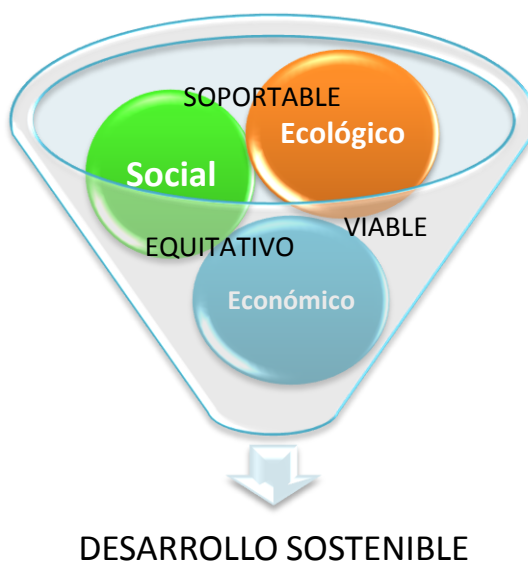 SOPORTABLE
Ecológico
Social
VIABLE
EQUITATIVO
Económico
DESARROLLO SOSTENIBLE